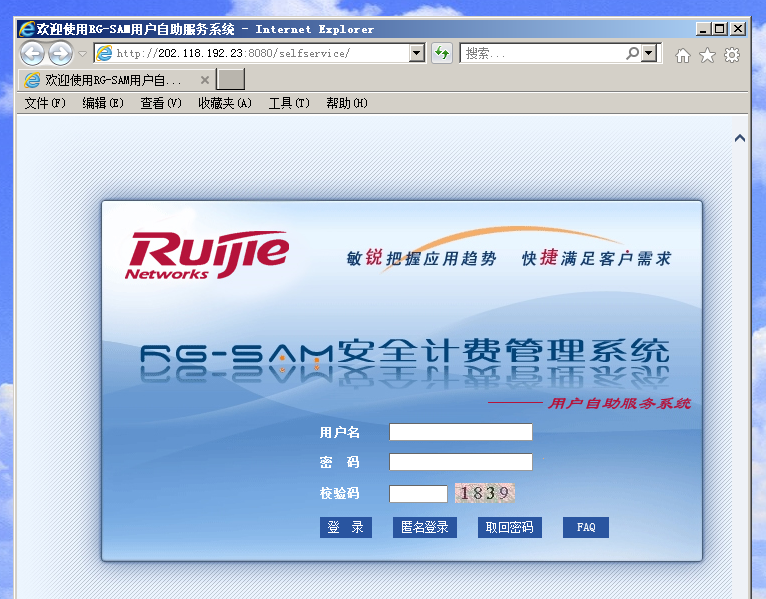 欢迎使用RG-SAM用户自助服务系统 - Internet Explorer
http://202.118.192.23:8080/selfservice/
搜索...
欢迎使用RG-SAM用户自...
文件(F) 编辑(E) 查看(V) 收藏夹(A) 工具(T) 帮助(H)
Ruijie
Networks
敏锐把握应用趋势 快捷满足客户需求
RG-SAM安全计费管理系统
用户自助服务系统
用户名
密 码
校验码 1839
登 录 匿名登录 取回密码 FAQ